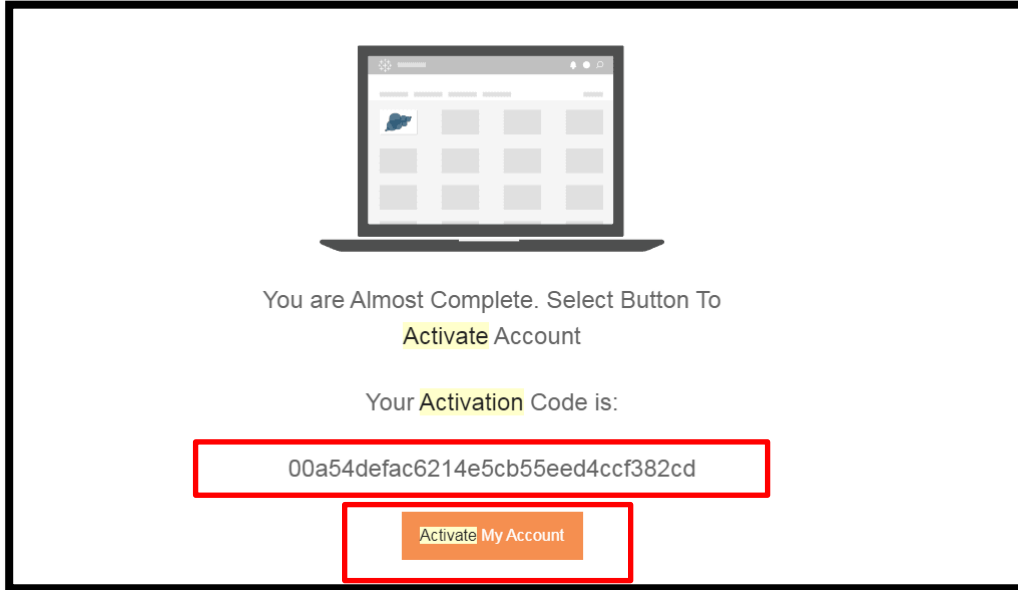 You are Almost Complete. Select Button To
Activate Account
Your Activation Code is:
00a54defac6214e5cb55eed4ccf382cd
Activate My Account